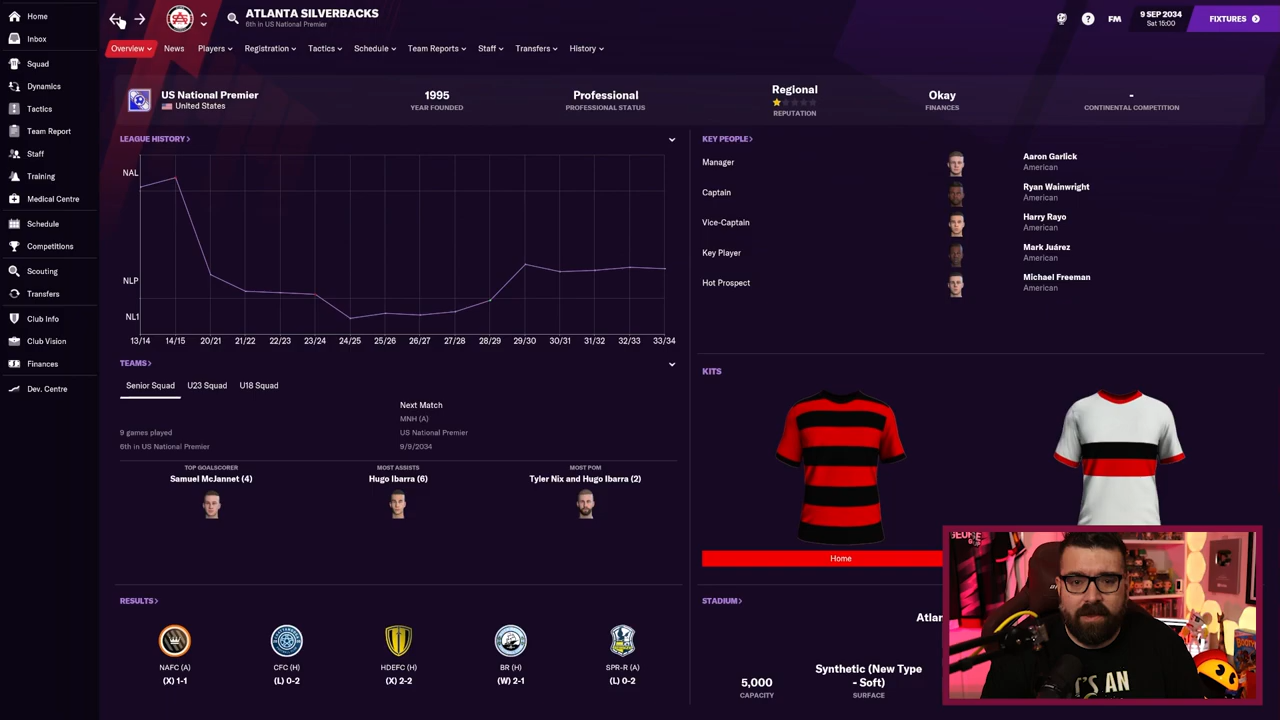 Home
Inbox
Squad
Dynamics
Tactics
Team Report
Staff
Training
Medical Centre
Schedule
Competitions
Scouting
Transfers
Club Info
Club Vision
Finances
Dev. Centre
ATLANTA SILVERBACKS
6th in US National Premier
FM
9 SEP 2034
Sat 15:00
FIXTURES
Overview
News
Players
Registration
Tactics
Schedule
Team Reports
Staff
Transfers
History
US National Premier
United States
1995
YEAR FOUNDED
Professional
PROFESSIONAL STATUS
Regional
REPUTATION
Okay
FINANCES
-
CONTINENTAL COMPETITION
LEAGUE HISTORY >
NAL
NLP
NL1
13/14 14/15 20/21 21/22 22/23 23/24 24/25 25/26 26/27 27/28 28/29 29/30 30/31 31/32 32/33 33/34
KEY PEOPLE >
Manager
Aaron Garlick
American
Captain
Ryan Wainwright
American
Vice-Captain
Harry Rayo
American
Key Player
Mark Juárez
American
Hot Prospect
Michael Freeman
American
TEAMS >
Senior Squad U23 Squad U18 Squad
Next Match
MNH (A)
9 games played
US National Premier
6th in US National Premier
9/9/2034
TOP GOALSCORER
Samuel McJannet (4)
MOST ASSISTS
Hugo Ibarra (6)
MOST POM
Tyler Nix and Hugo Ibarra (2)
KITS
Home
RESULTS >
NAFC (A)
(X) 1-1
CFC (H)
(L) 0-2
HDEFC (H)
(X) 2-2
BR (H)
(W) 2-1
SPR-R (A)
(L) 0-2
STADIUM >
5,000
CAPACITY
Synthetic (New Type
- Soft)
SURFACE
IT'S AN